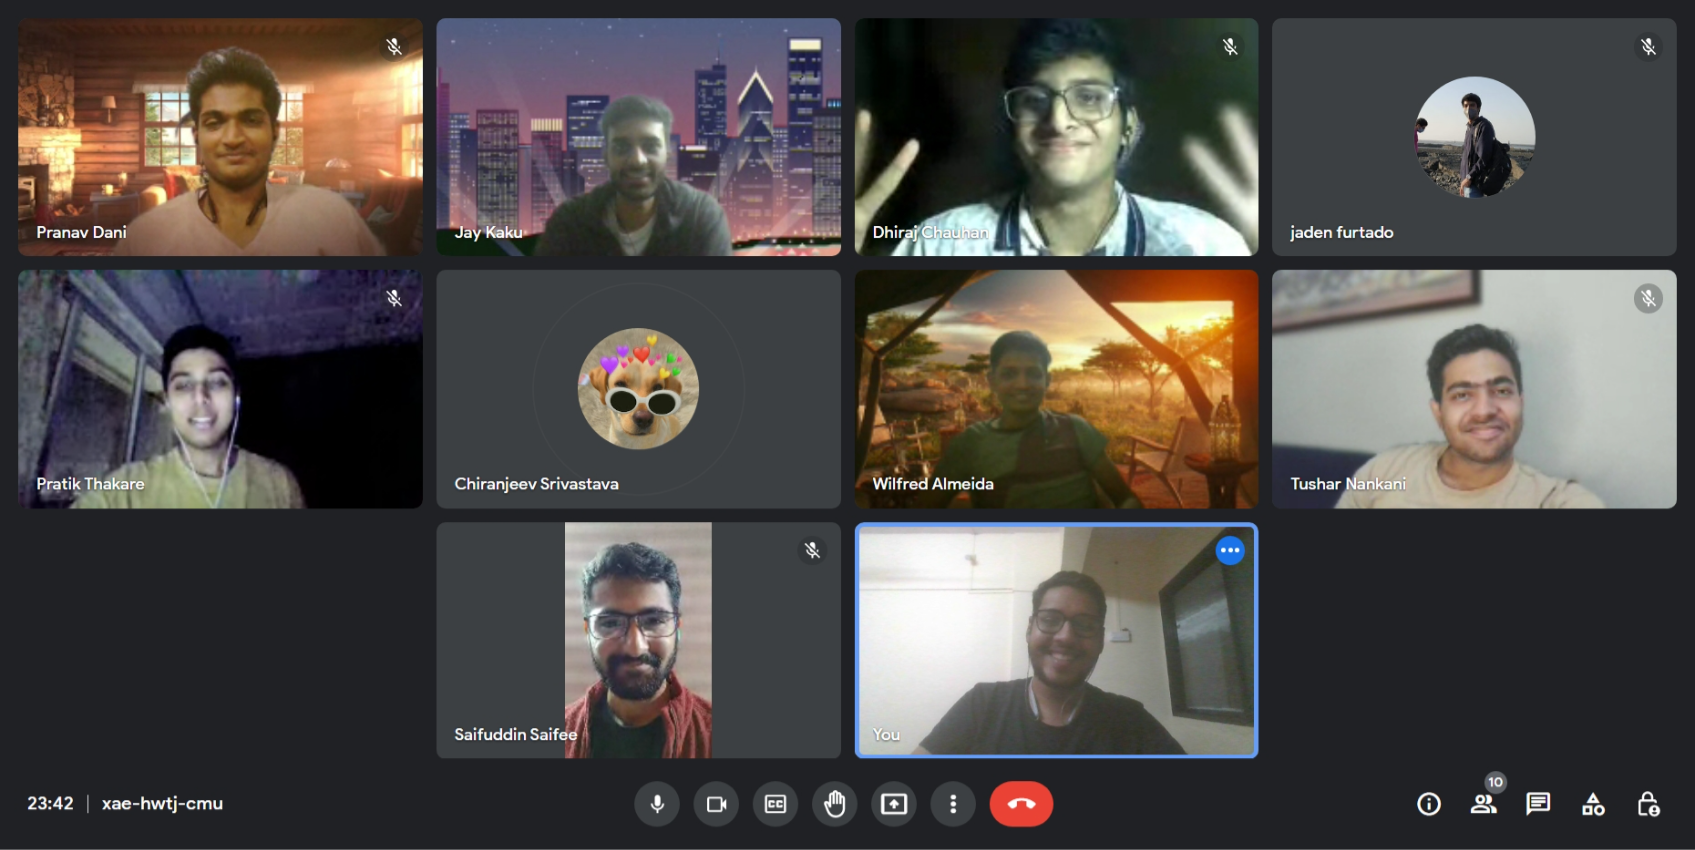 Pranav Dani
Jay Kaku
Dhiraj Chauhan
jaden furtado
Pratik Thakare
Chiranjeev Srivastava
Wilfred Almeida
Tushar Nankani
Saifuddin Saifee
You
23:42 | xae-hwtj-cmu
CC
10